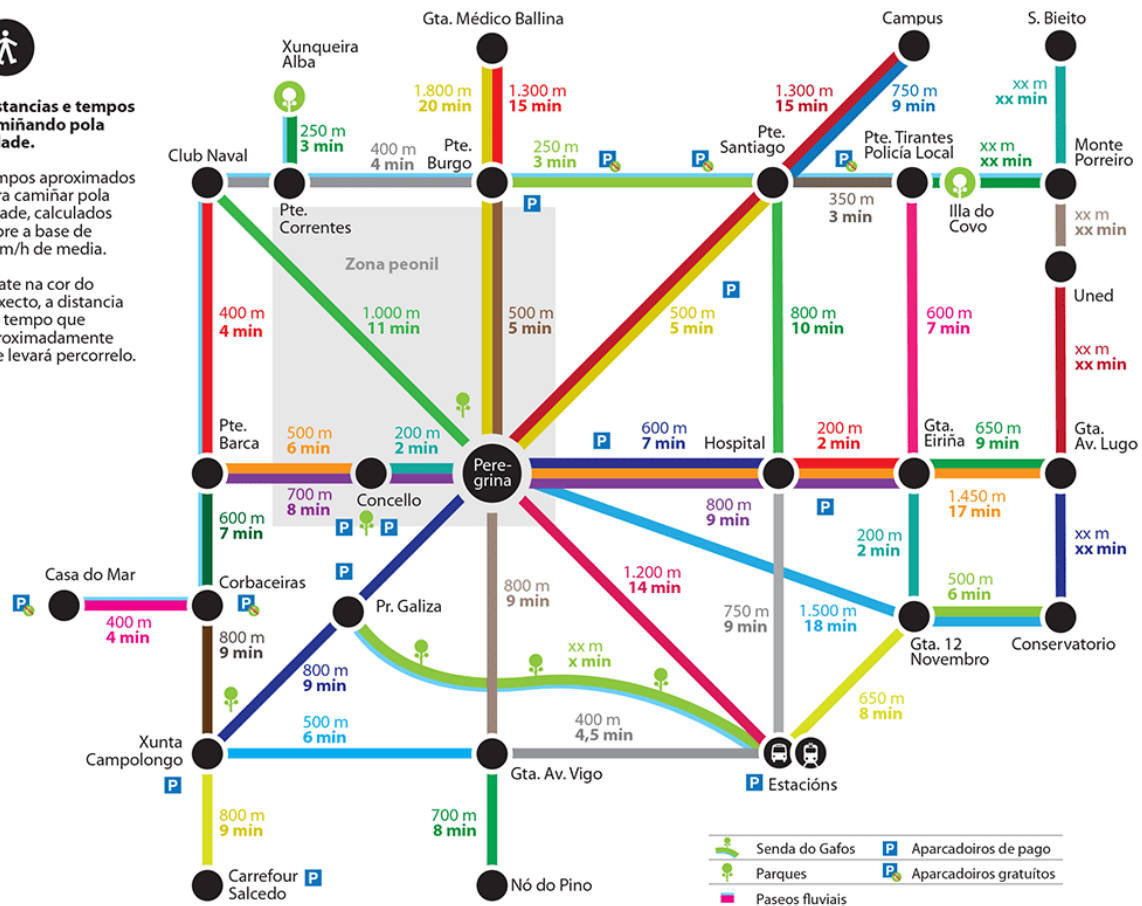 Gta. Médico Ballina
Campus
S. Bieito
Xunqueira
Alba
1.800 m
20 min
1.300 m
15 min
1.300 m
15 min
750 m
9 min
xx m
xx min
250 m
3 min
400 m
4 min
Pte.
Burgo
250 m
3 min
Pte.
Santiago
Pte. Tirantes
Policía Local
xx m
xx min
Monte
Porreiro
Club Naval
Pte.
Correntes
350 m
3 min
Illa do
Covo
xx m
xx min
stancias e tempos
miñando pola
dade.
mpos aproximados
ra camiñar pola
dade, calculados
bre a base de
m/h de media.
ate na cor do
xecto, a distancia
tempo que
roximadamente
e levará percorrelo.
Zona peonil
Uned
400 m
4 min
1.000 m
11 min
500 m
5 min
500 m
5 min
800 m
10 min
600 m
7 min
xx m
xx min
Pte.
Barca
500 m
6 min
200 m
2 min
Pere-
grina
600 m
7 min
Hospital
200 m
2 min
Gta.
Eiriña
650 m
9 min
Gta.
Av. Lugo
700 m
8 min
Concello
800 m
9 min
1.450 m
17 min
600 m
7 min
200 m
2 min
xx m
xx min
Casa do Mar
Corbaceiras
Pr. Galiza
800 m
9 min
1.200 m
14 min
750 m
9 min
1.500 m
18 min
500 m
6 min
400 m
4 min
800 m
9 min
Gta. 12
Novembro
Conservatorio
800 m
9 min
xx m
x min
650 m
8 min
500 m
6 min
400 m
4,5 min
Xunta
Campolongo
Gta. Av. Vigo
Estacións
P
800 m
9 min
700 m
8 min
Carrefour
Salcedo
Nó do Pino
Senda do Gafos
P Aparcadoiros de pago
Parques
P Aparcadoiros gratuítos
Paseos fluviais